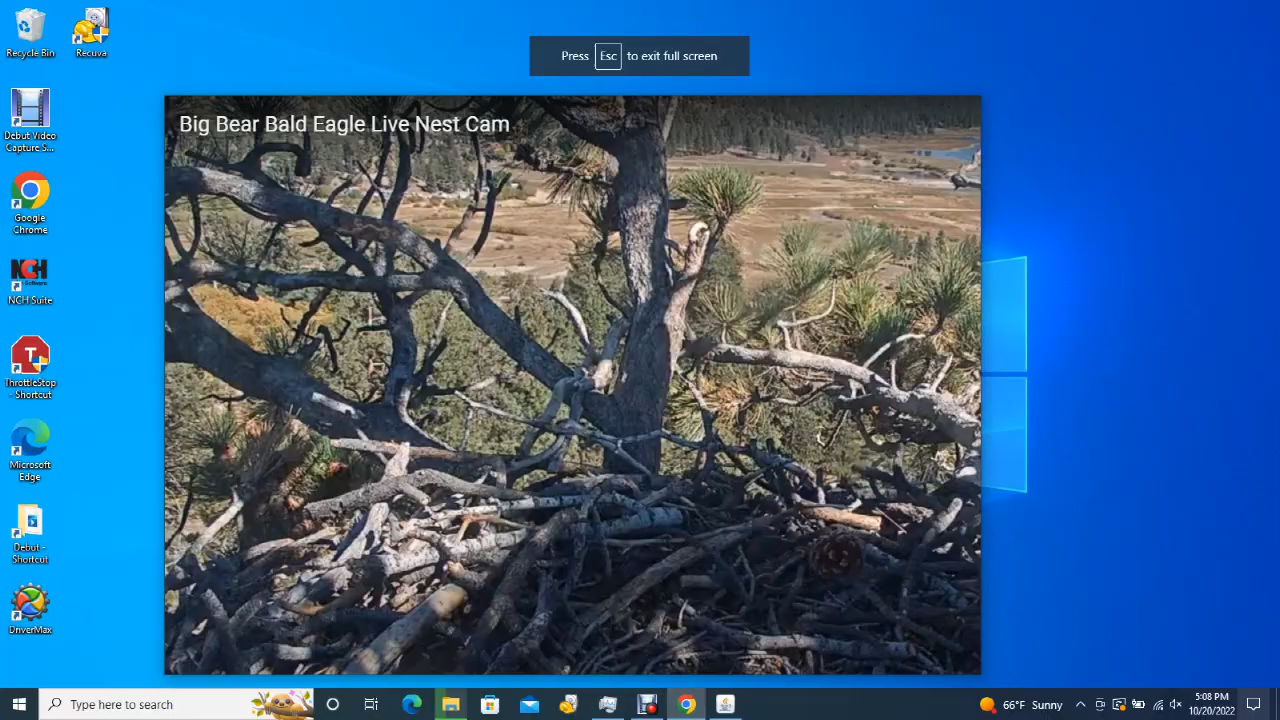 Recycle Bin
Recuva
Debut Video
Capture S...
Google
Chrome
NCH
Software
NCH Suite
T
ThrottleStop
- Shortcut
Microsoft
Edge
Debut -
Shortcut
DriverMax
Press Esc to exit full screen
Big Bear Bald Eagle Live Nest Cam
Type here to search
66°F Sunny
5:08 PM
10/20/2022